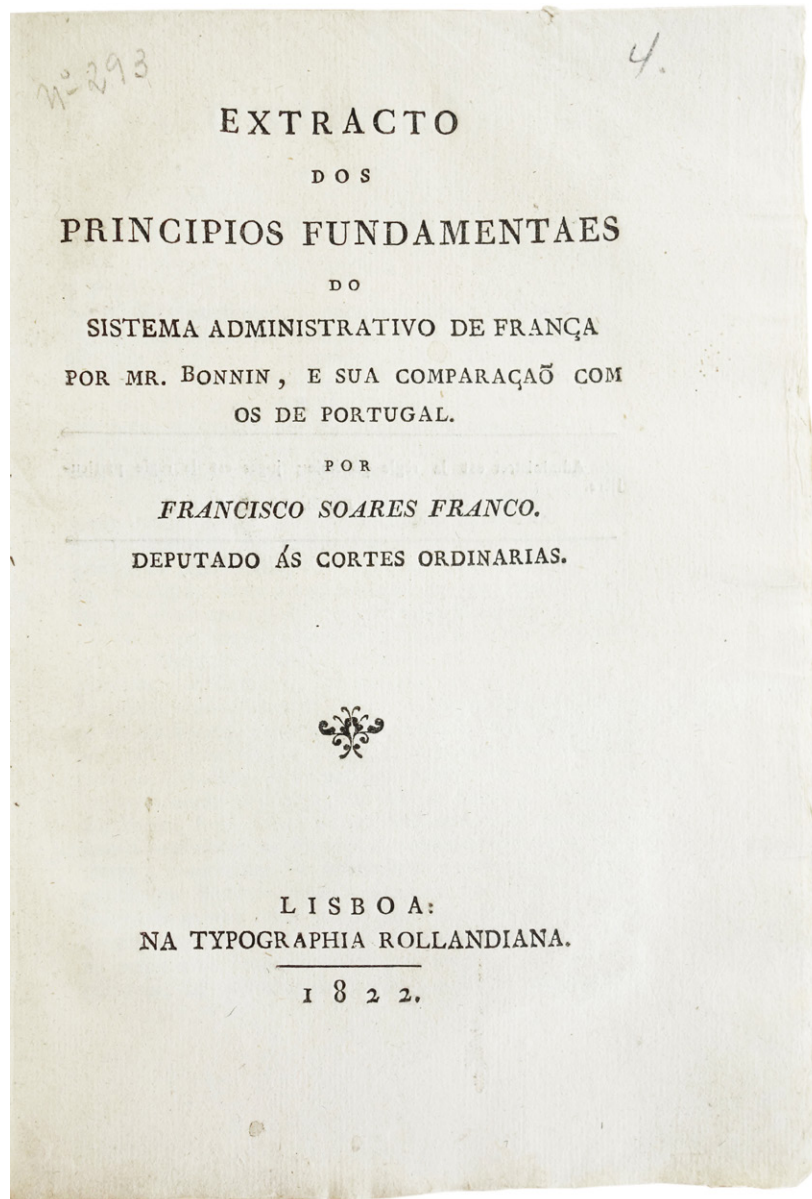 Nº 293
4.
EXTRACTO
DOS
PRINCIPIOS FUNDAMENTAES
DO
SISTEMA ADMINISTRATIVO DE FRANÇA
POR MR. BONNIN, E SUA COMPARAÇAÕ COM
OS DE PORTUGAL.
POR
FRANCISCO SOARES FRANCO.
DEPUTADO ÁS CORTES ORDINARIAS.
LISBOA:
NA TYPOGRAPHIA ROLLANDIANA.
1822.